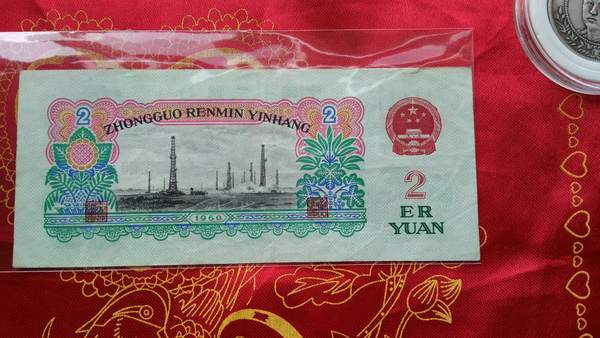 ZHONGGUO RENMIN YINHANG
2
2
1960
2
ER
YUAN